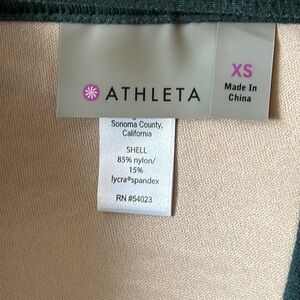 XS
Made In
China
ATHLETA
Sonoma County,
California
SHELL
85% nylon/
15%
lycra®spandex
RN #54023